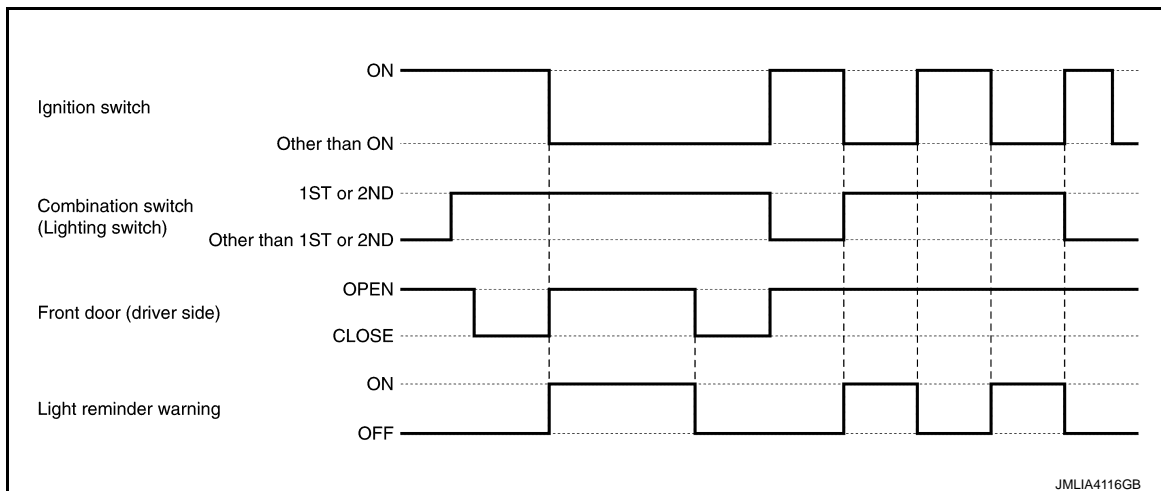 ON
Ignition switch
Other than ON
1ST or 2ND
Combination switch
(Lighting switch)
Other than 1ST or 2ND
OPEN
Front door (driver side)
CLOSE
ON
Light reminder warning
OFF
JMLIA4116GB